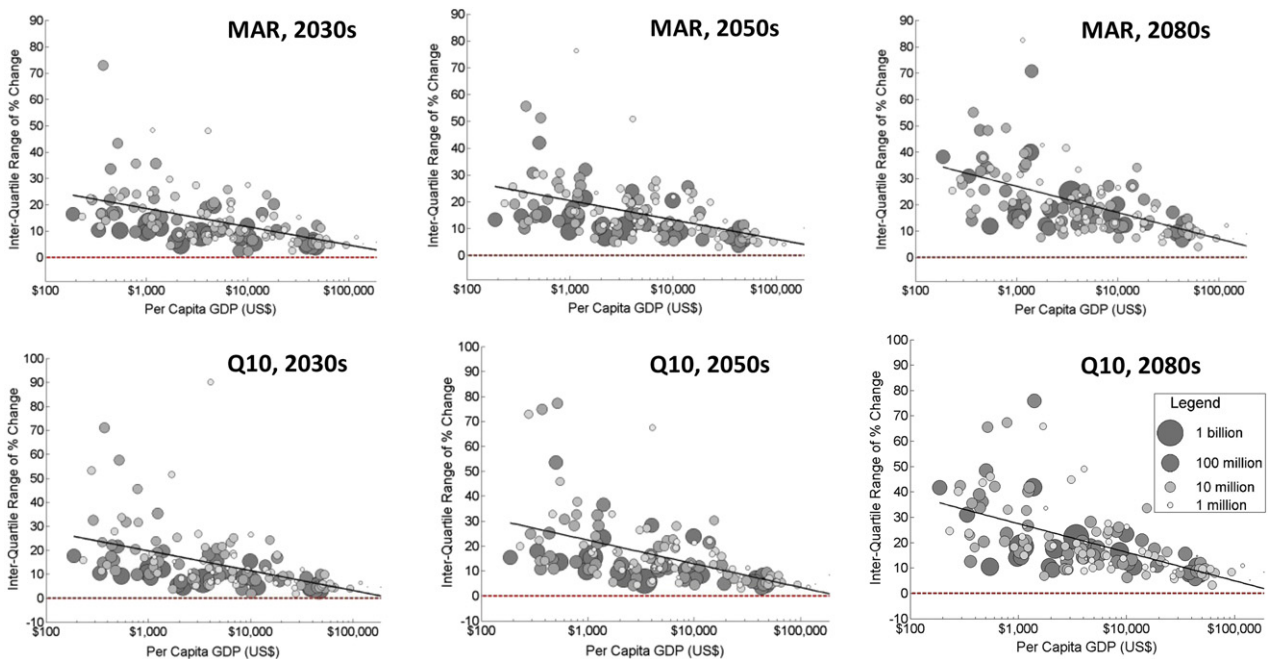 MAR, 2030s
Inter-Quartile Range of % Change
90
80
70
60
50
40
30
20
10
0
$100 $1,000 $10,000 $100,000
Per Capita GDP (US$)
MAR, 2050s
Inter-Quartile Range of % Change
90
80
70
60
50
40
30
20
10
0
$100 $1,000 $10,000 $100,000
Per Capita GDP (US$)
MAR, 2080s
Inter-Quartile Range of % Change
90
80
70
60
50
40
30
20
10
0
$100 $1,000 $10,000 $100,000
Per Capita GDP (US$)
Q10, 2030s
Inter-Quartile Range of % Change
100
90
80
70
60
50
40
30
20
10
0
-10
$100 $1,000 $10,000 $100,000
Per Capita GDP (US$)
Q10, 2050s
Inter-Quartile Range of % Change
100
90
80
70
60
50
40
30
20
10
0
-10
$100 $1,000 $10,000 $100,000
Per Capita GDP (US$)
Q10, 2080s
Inter-Quartile Range of % Change
100
90
80
70
60
50
40
30
20
10
0
-10
$100 $1,000 $10,000 $100,000
Per Capita GDP (US$)
Legend
1 billion
100 million
10 million
1 million